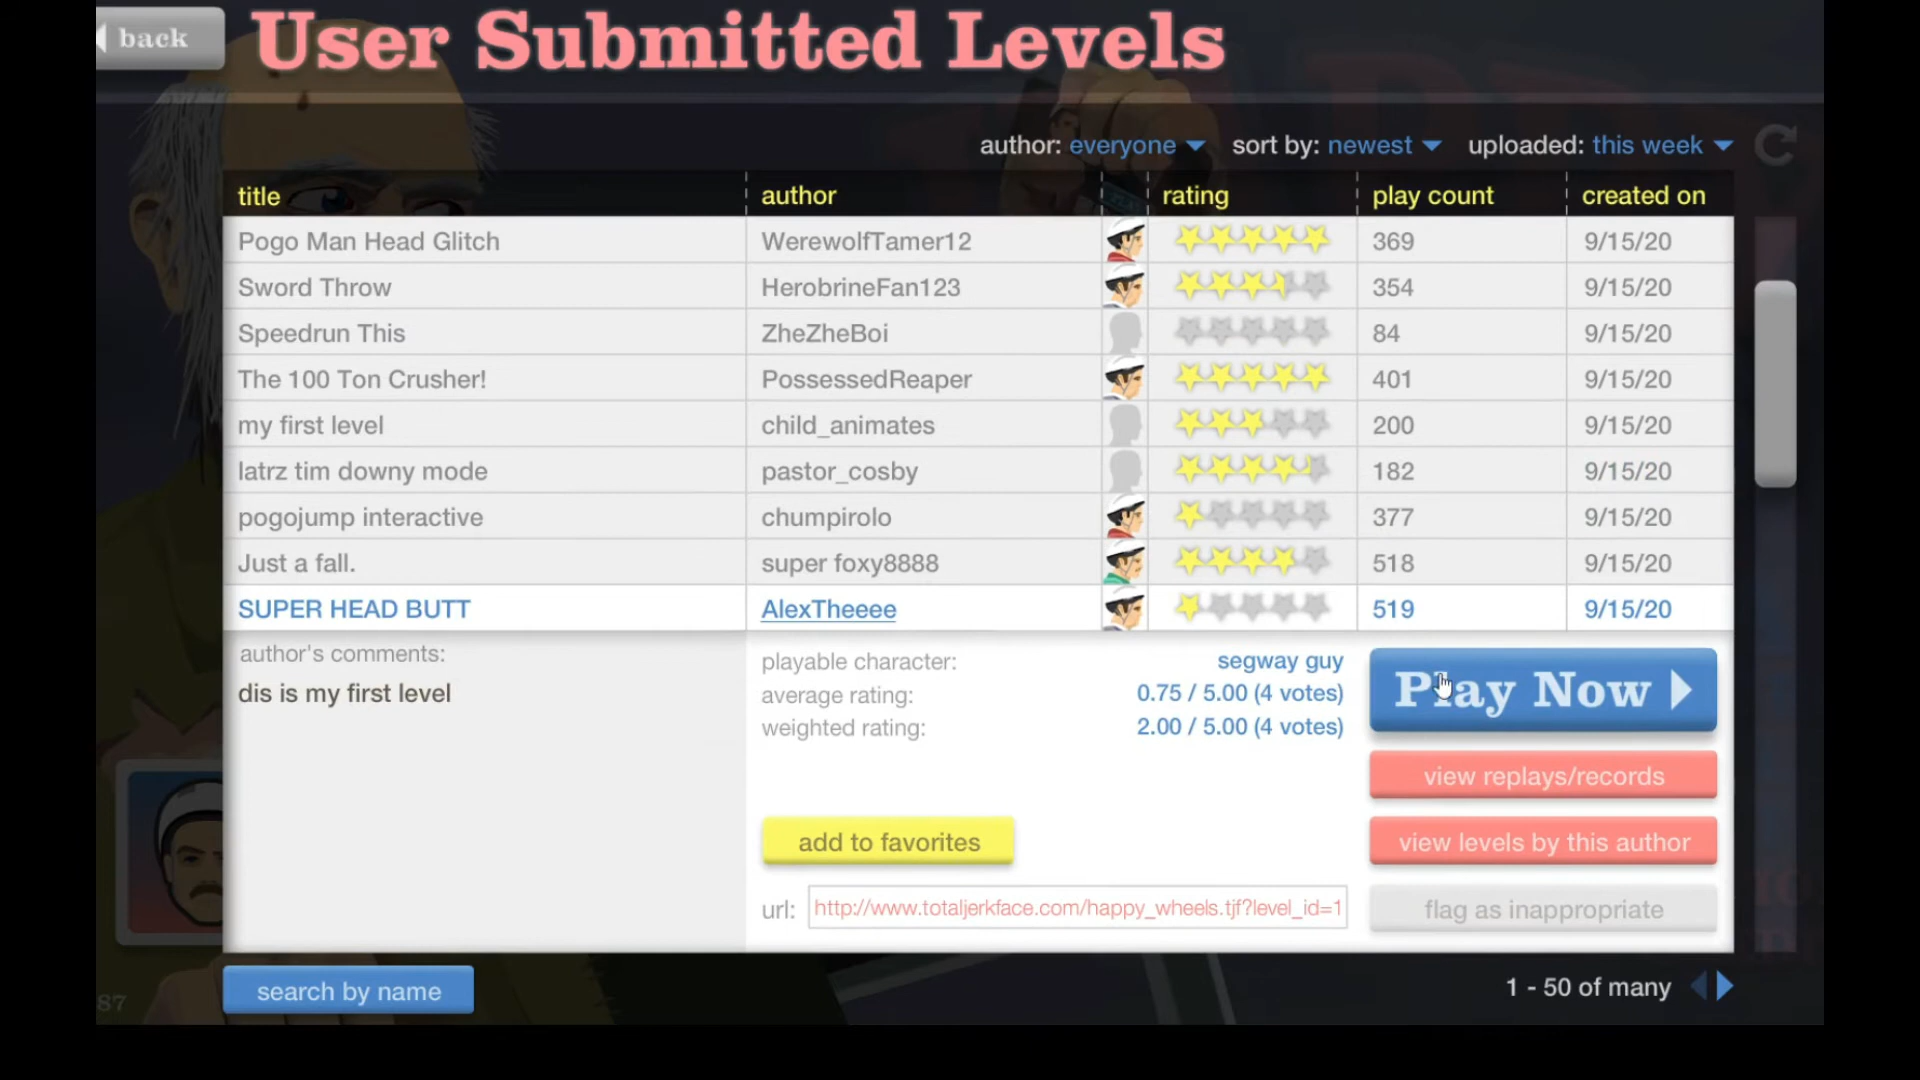 back
User Submitted Levels
author: everyone sort by: newest uploaded: this week
title author rating play count created on
Pogo Man Head Glitch WerewolfTamer12 369 9/15/20
Sword Throw HerobrineFan123 354 9/15/20
Speedrun This ZheZheBoi 84 9/15/20
The 100 Ton Crusher! PossessedReaper 401 9/15/20
my first level child_animates 200 9/15/20
latrz tim downy mode pastor_cosby 182 9/15/20
pogojump interactive chumpirolo 377 9/15/20
Just a fall. super foxy8888 518 9/15/20
SUPER HEAD BUTT AlexTheeee 519 9/15/20
author's comments:
dis is my first level
playable character: segway guy
average rating: 0.75 / 5.00 (4 votes)
weighted rating: 2.00 / 5.00 (4 votes)
Play Now
view replays/records
add to favorites
view levels by this author
url: http://www.totaljerkface.com/happy_wheels.tjf?level_id=1
flag as inappropriate
search by name
1 - 50 of many
87